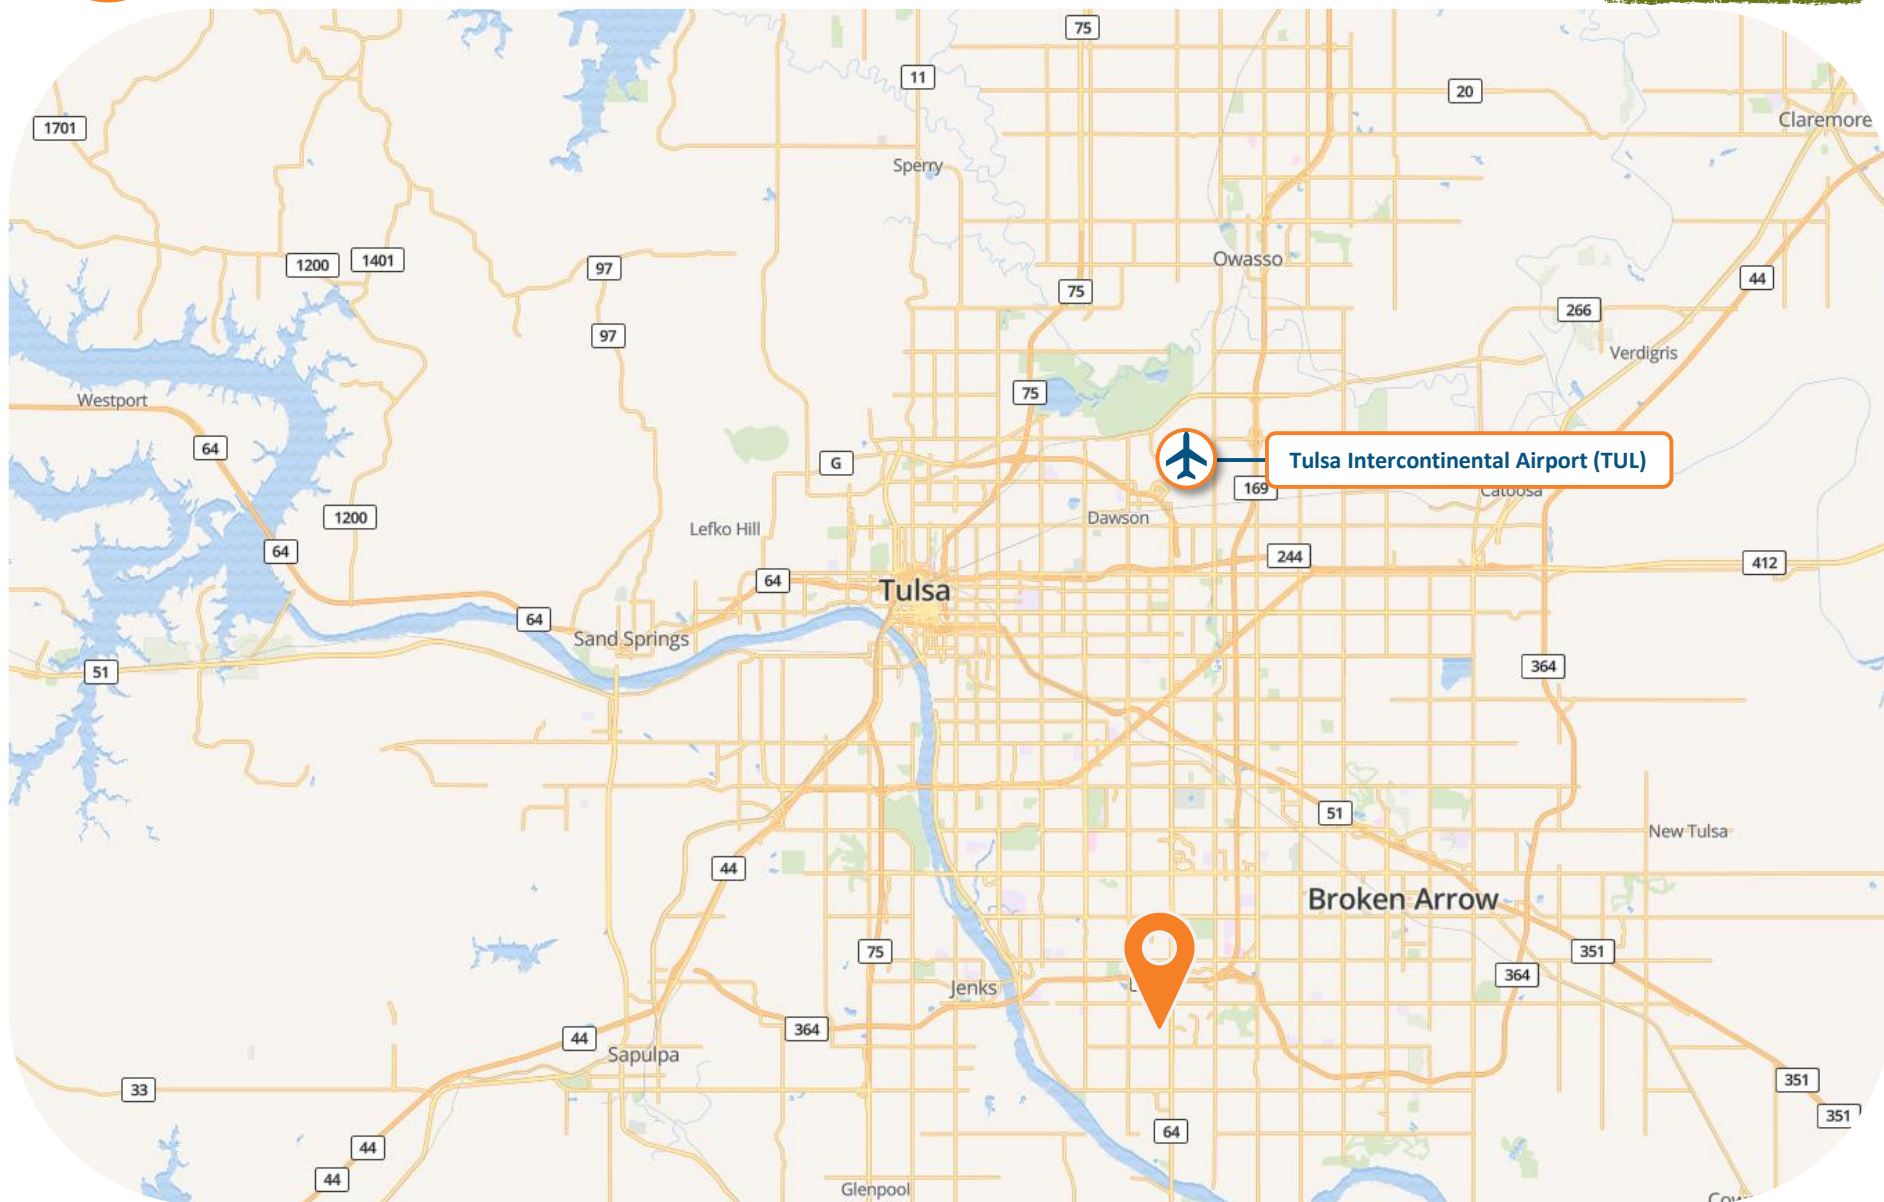 75
11
20
1701
Claremore
Sperry
1200
1401
97
Owasso
75
44
266
97
Verdigris
75
Westport
64
G
Tulsa Intercontinental Airport (TUL)
169
Catoosa
1200
Lefko Hill
Dawson
64
244
412
64
Tulsa
64
Sand Springs
51
364
51
New Tulsa
44
Broken Arrow
75
351
364
Jenks
L
364
44
Sapulpa
33
351
351
64
44
44
Glenpool
Cow